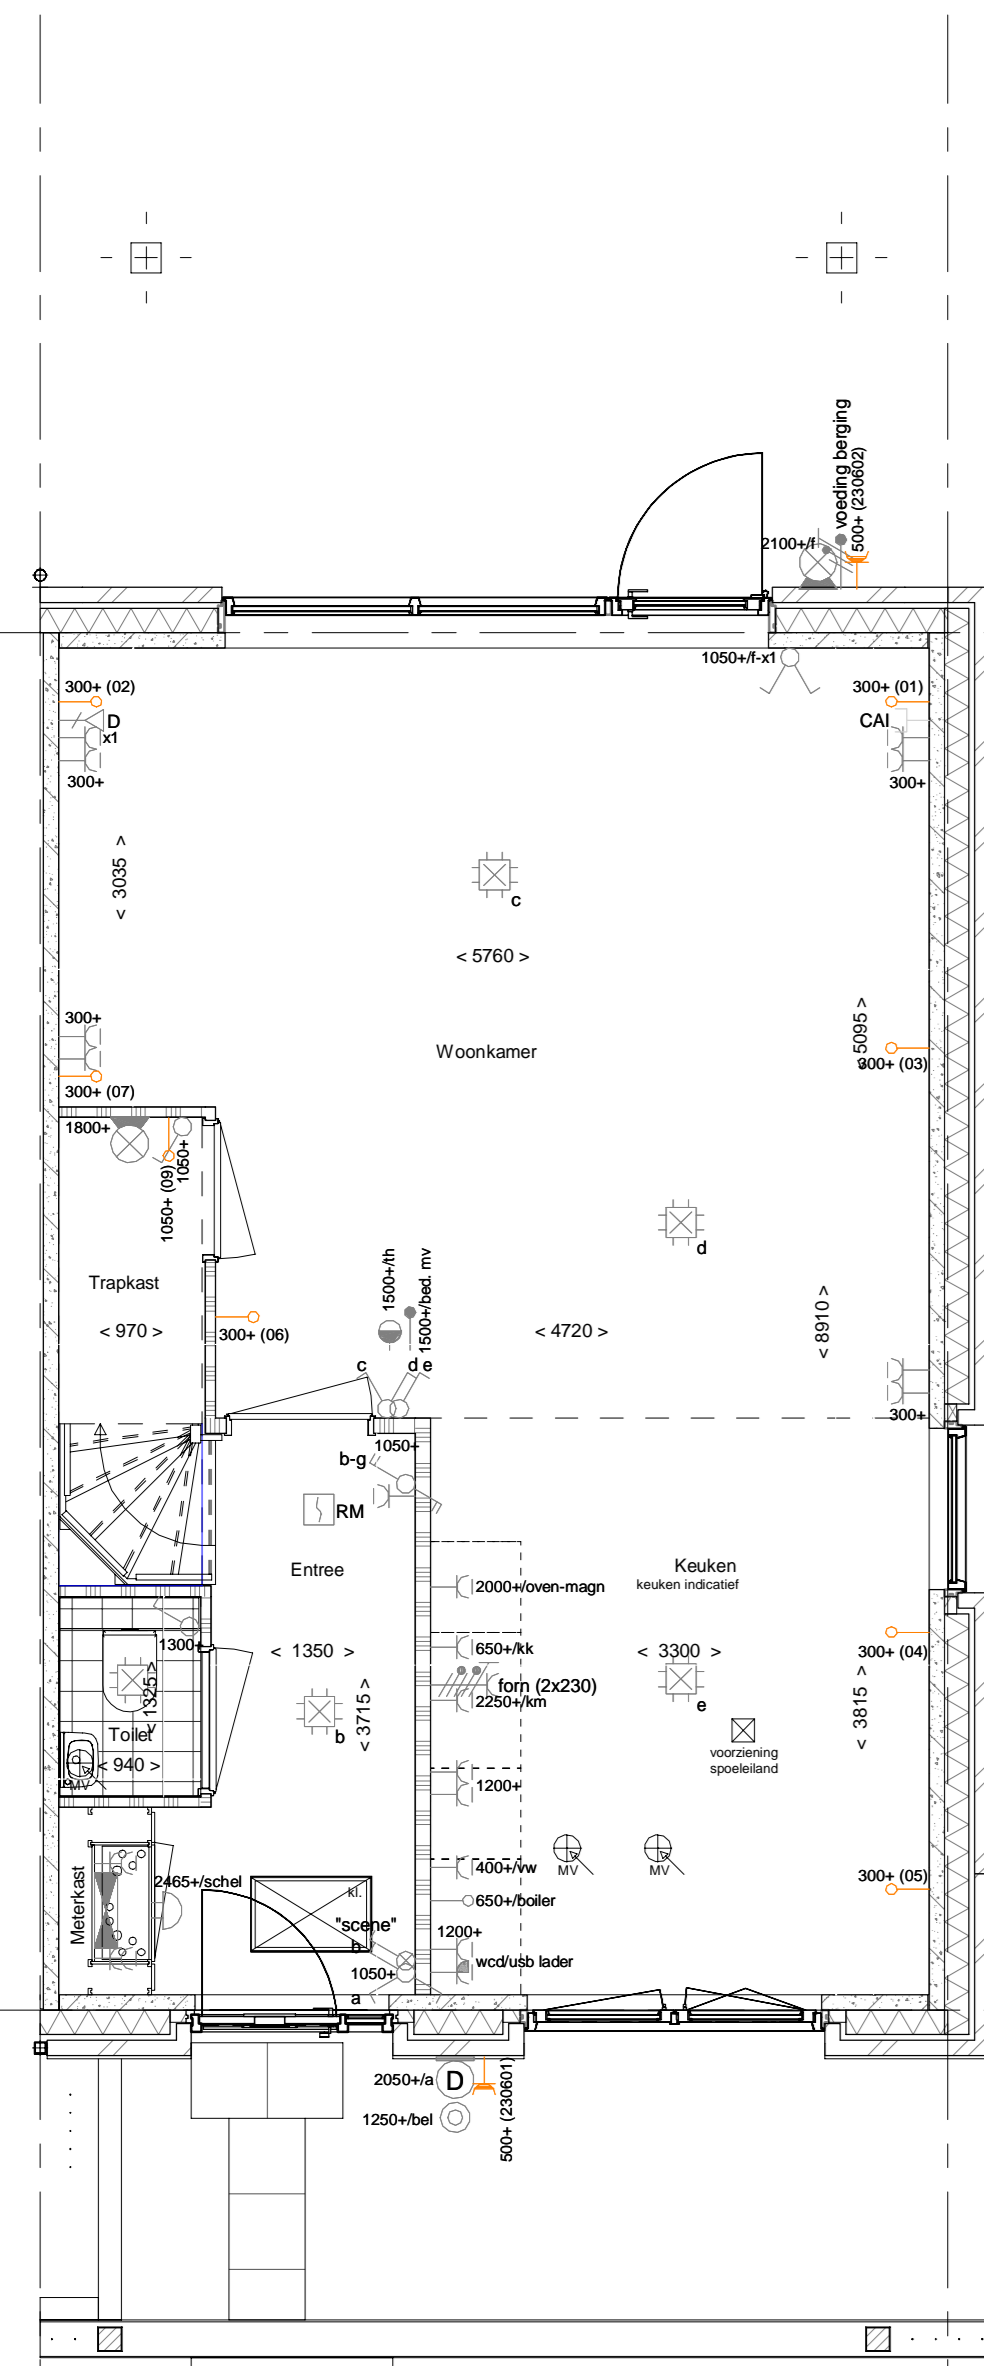 voeding berging
500+ (230602)
2100+/f
1050+/f-x1
300+ (02)
300+ (01)
D
CAI
x1
300+
300+
< 3035 >
c
< 5760 >
300+
Woonkamer
< 5095 >
300+ (03)
300+ (07)
1800+
1050+
1050+ (09)
d
Trapkast
1500+/th
1500+/bed. mv
< 970 >
300+ (06)
< 4720 >
< 8910 >
c
d e
300+
1050+
b-g
RM
Entree
Keuken
keuken indicatief
2000+/oven-magn
1300+
< 1350 >
650+/kk
< 3300 >
300+ (04)
< 1325 >
forn (2x230)
2250+/km
< 3715 >
e
< 3815 >
Toilet
b
voorziening
spoeleiland
< 940 >
MV
1200+
MV
MV
400+/vw
300+ (05)
Meterkast
2465+/schel
kl.
650+/boiler
"scene"
b
1200+
wcd/usb lader
1050+
a
2050+/a
D
500+ (230601)
1250+/bel